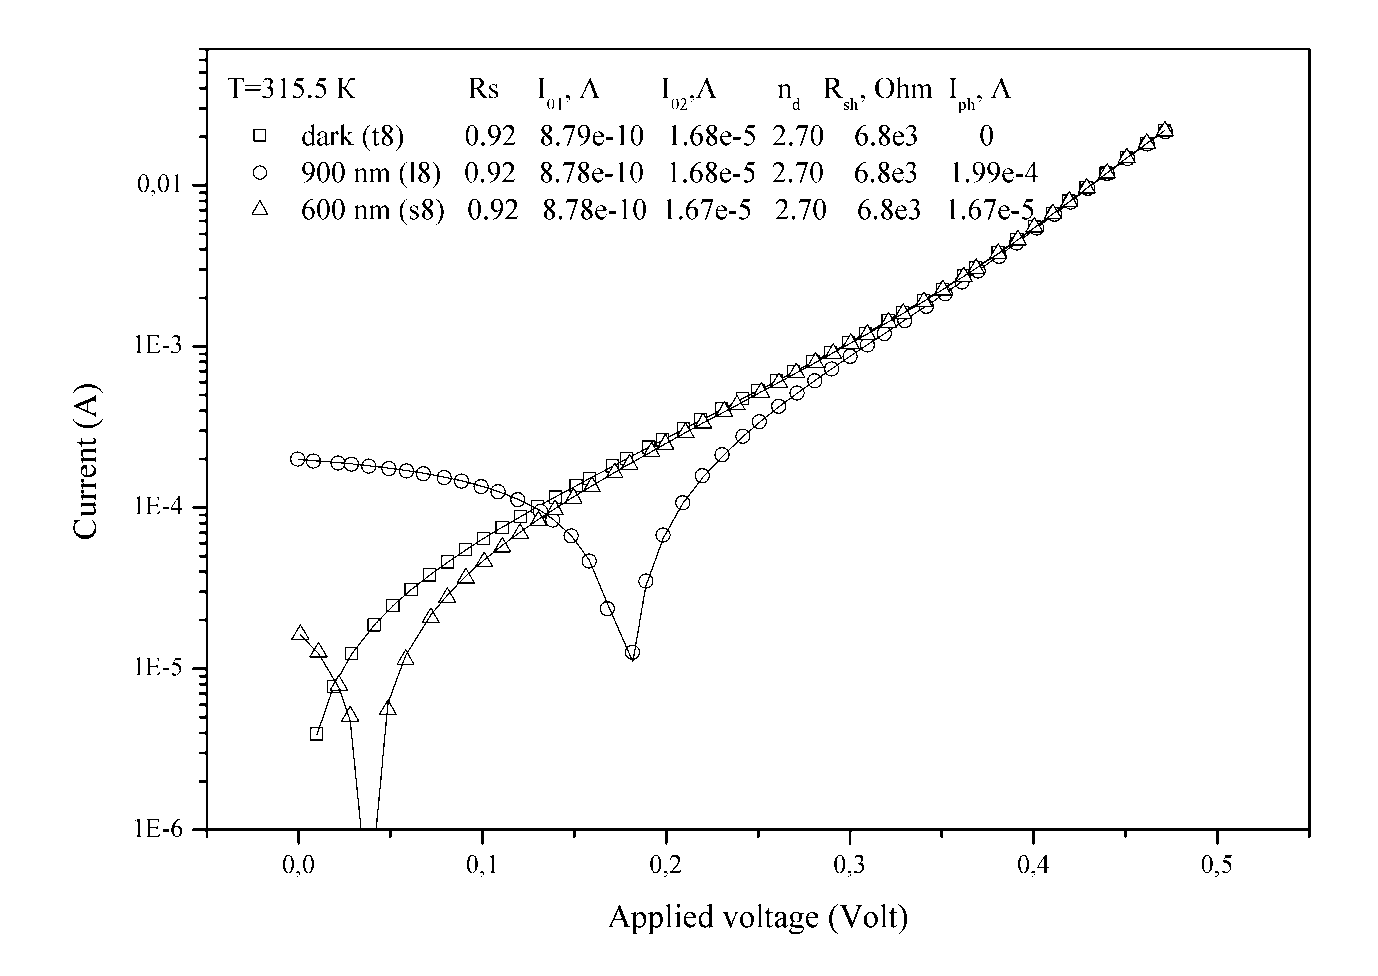 T=315.5 K Rs I01, A I02,A nd Rsh, Ohm Iph, A
dark (t8) 0.92 8.79e-10 1.68e-5 2.70 6.8e3 0
900 nm (l8) 0.92 8.78e-10 1.68e-5 2.70 6.8e3 1.99e-4
600 nm (s8) 0.92 8.78e-10 1.67e-5 2.70 6.8e3 1.67e-5
0,01
1E-3
1E-4
1E-5
1E-6
Current (A)
0,0 0,1 0,2 0,3 0,4 0,5
Applied voltage (Volt)